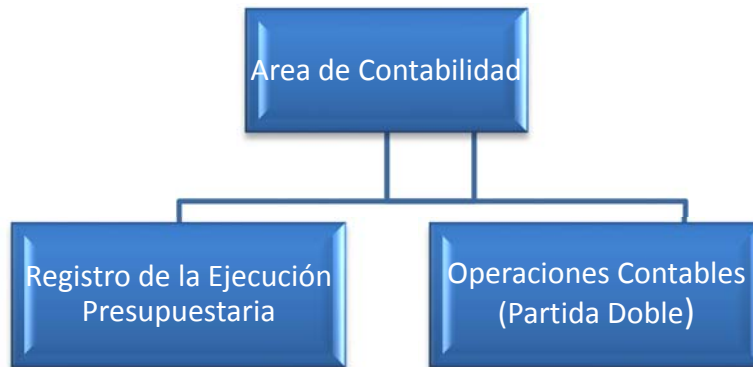 Area de Contabilidad
Registro de la Ejecución
Presupuestaria
Operaciones Contables
(Partida Doble)